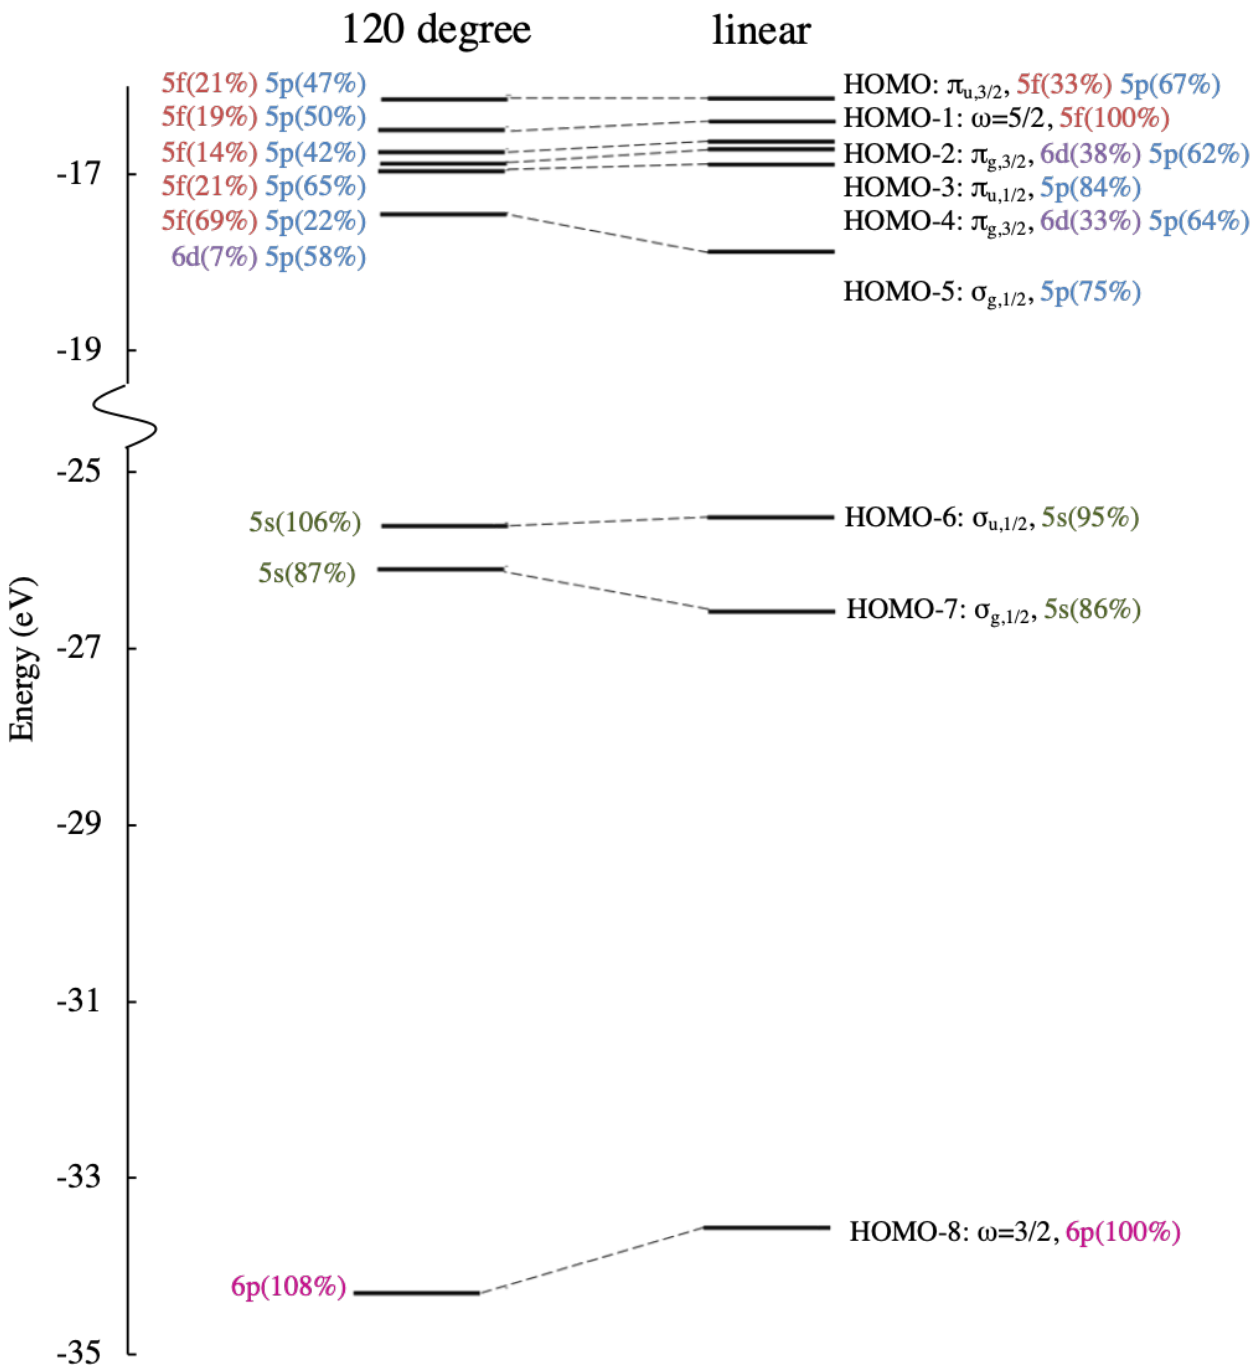 120 degree linear
5f(21%) 5p(47%)
5f(19%) 5p(50%)
5f(14%) 5p(42%)
5f(21%) 5p(65%)
5f(69%) 5p(22%)
6d(7%) 5p(58%)
HOMO: πu,3/2, 5f(33%) 5p(67%)
HOMO-1: ω=5/2, 5f(100%)
HOMO-2: πg,3/2, 6d(38%) 5p(62%)
HOMO-3: πu,1/2, 5p(84%)
HOMO-4: πg,3/2, 6d(33%) 5p(64%)
HOMO-5: σg,1/2, 5p(75%)
-17
-19
-25
5s(106%)
HOMO-6: σu,1/2, 5s(95%)
5s(87%)
HOMO-7: σg,1/2, 5s(86%)
Energy (eV)
-27
-29
-31
-33
HOMO-8: ω=3/2, 6p(100%)
6p(108%)
-35